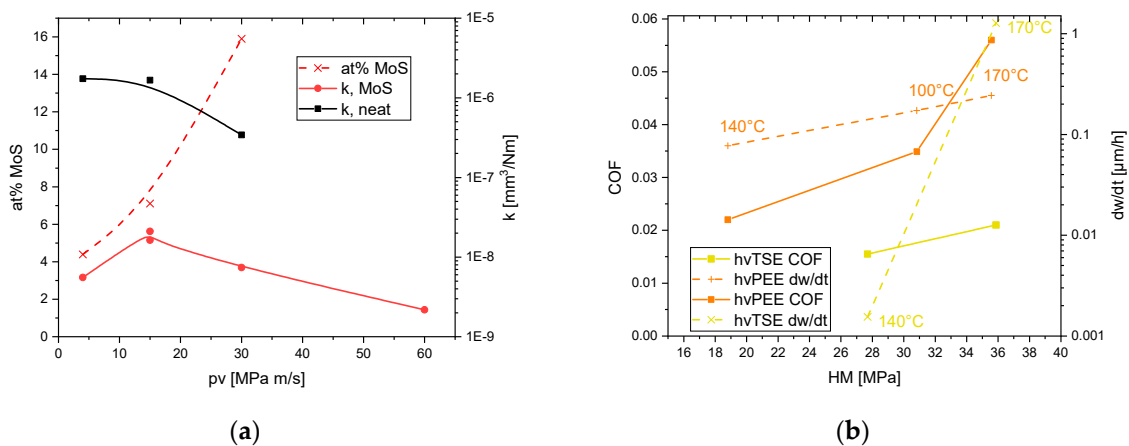 16
14
12
10
8
6
4
2
0
at% MoS
0
10
20
30
40
50
60
pv [MPa m/s]
1E-5
1E-6
1E-7
1E-8
1E-9
k [mm³/Nm]
at% MoS
k, MoS
k, neat
(a)
0.06
0.05
0.04
0.03
0.02
0.01
0.00
COF
16
18
20
22
24
26
28
30
32
34
36
38
40
HM [MPa]
1
0.1
0.01
0.001
dw/dt [µm/h]
170°C
170°C
100°C
140°C
140°C
hvTSE COF
hvPEE dw/dt
hvPEE COF
hvTSE dw/dt
(b)